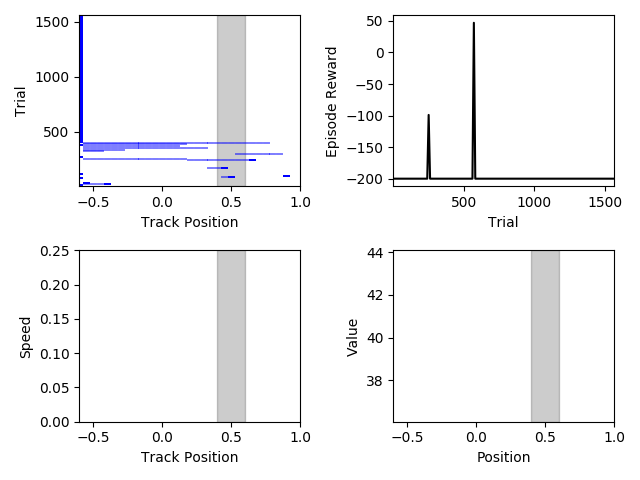 1500
1000
500
Trial
−0.5 0.0 0.5 1.0
Track Position
50
0
−50
−100
−150
−200
Episode Reward
500 1000 1500
Trial
0.25
0.20
0.15
0.10
0.05
0.00
Speed
−0.5 0.0 0.5 1.0
Track Position
44
42
40
38
Value
−0.5 0.0 0.5 1.0
Position